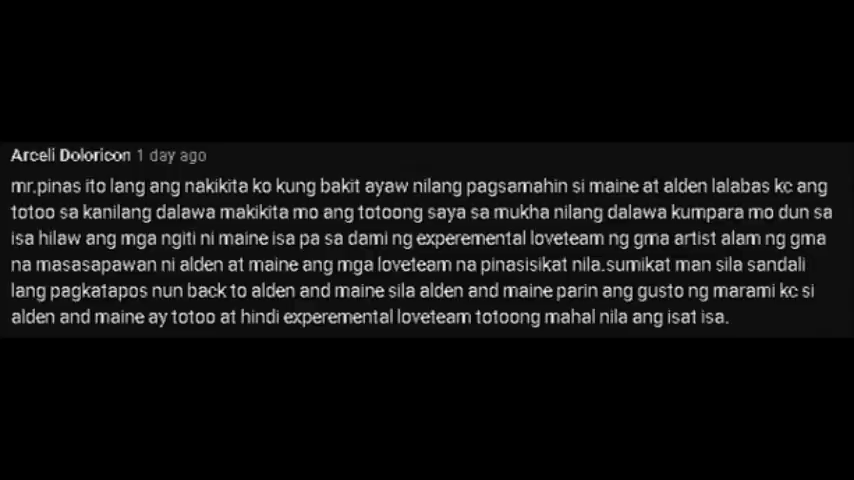 Arceli Doloricon 1 day ago
mr.pinas ito lang ang nakikita ko kung bakit ayaw nilang pagsamahin si maine at alden lalabas kc ang
totoo sa kanilang dalawa makikita mo ang totoong saya sa mukha nilang dalawa kumpara mo dun sa
isa hilaw ang mga ngiti ni maine isa pa sa dami ng experemental loveteam ng gma artist alam ng gma
na masasapawan ni alden at maine ang mga loveteam na pinasisikat nila.sumikat man sila sandali
lang pagkatapos nun back to alden and maine sila alden and maine parin ang gusto ng marami kc si
alden and maine ay totoo at hindi experemental loveteam totoong mahal nila ang isat isa.